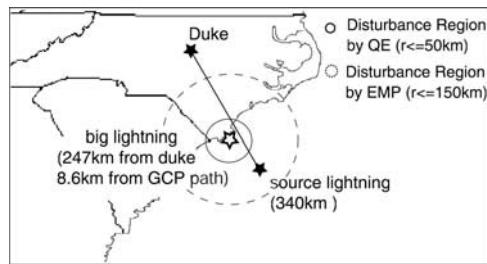 Duke
Disturbance Region
by QE (r<=50km)
Disturbance Region
by EMP (r<=150km)
big lightning
(247km from duke
8.6km from GCP path)
source lightning
(340km )